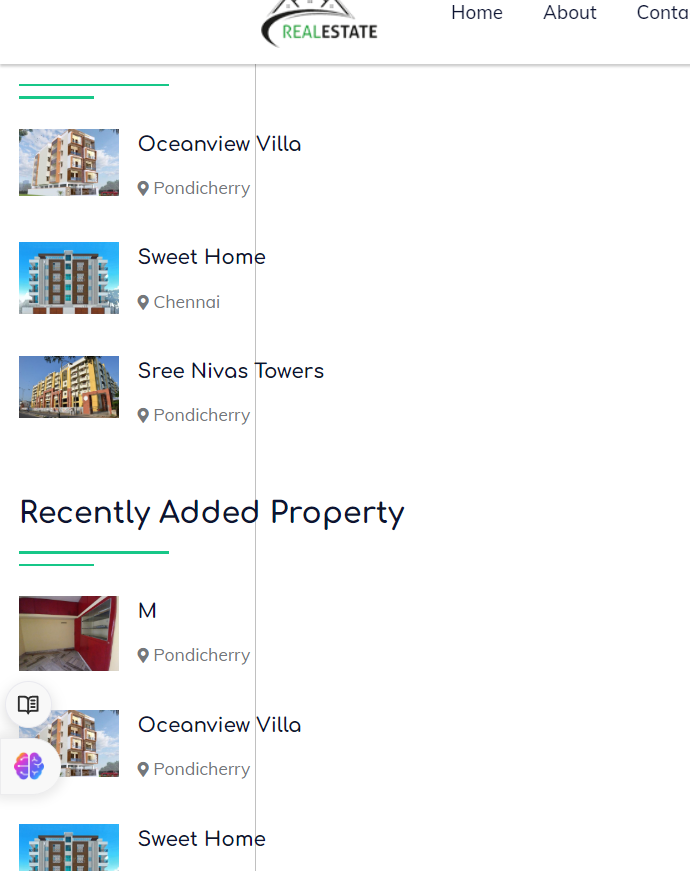 REALESTATE
Home About Conta
Oceanview Villa
Pondicherry
Sweet Home
Chennai
Sree Nivas Towers
Pondicherry
Recently Added Property
M
Pondicherry
Oceanview Villa
Pondicherry
Sweet Home